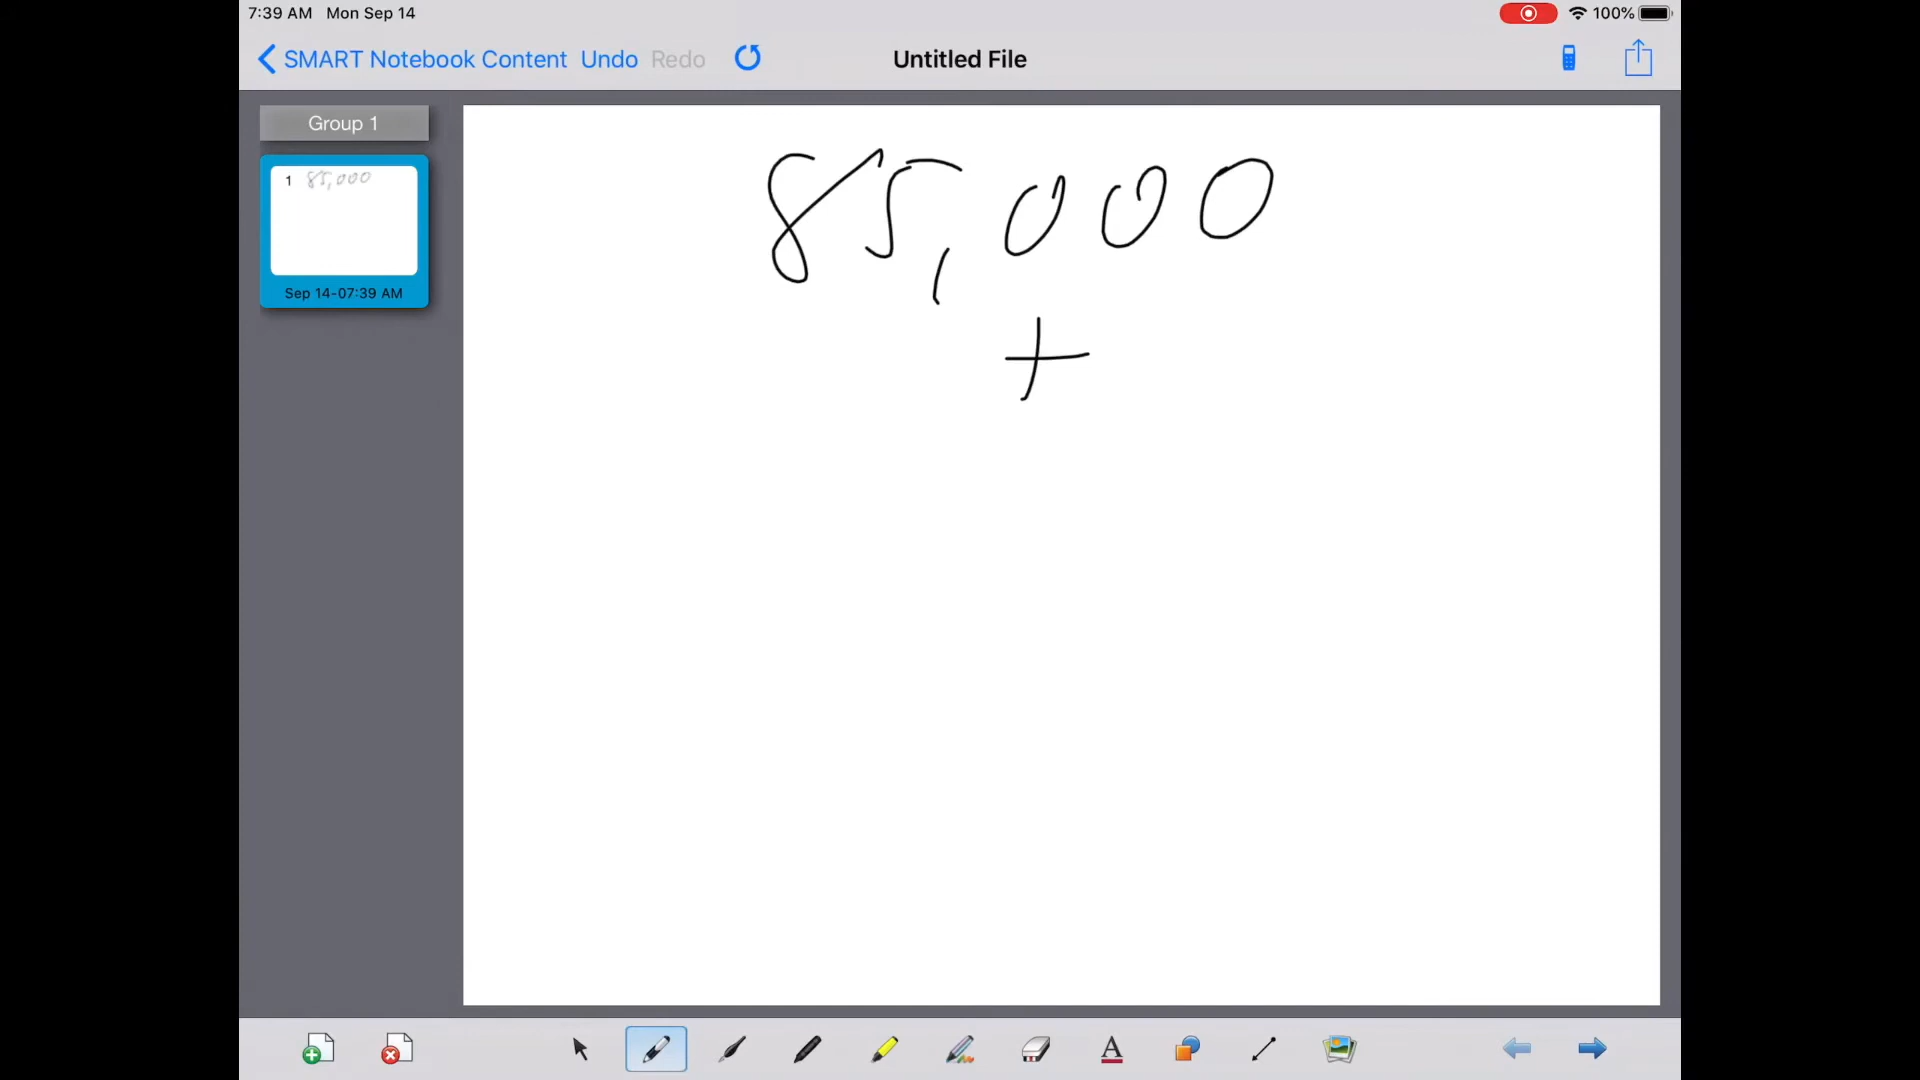 7:39 AM Mon Sep 14 100%
SMART Notebook Content Undo Redo Untitled File
Group 1
1 85,000
Sep 14-07:39 AM
85,000
+
A